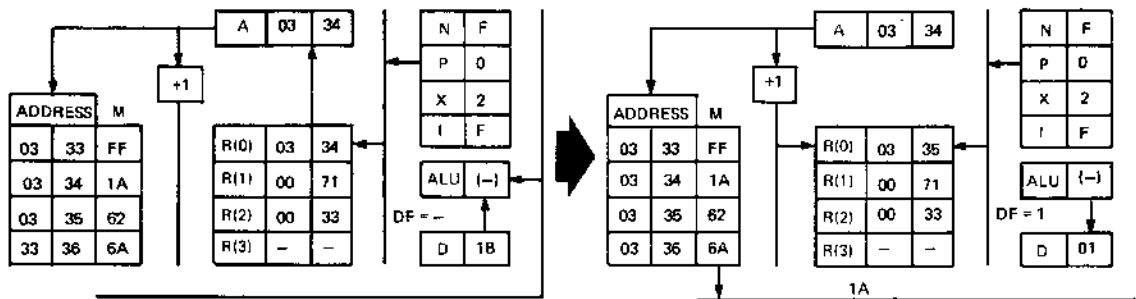 A 03 34
+1
ADDRESS M
03 33 FF
03 34 1A
03 35 62
33 36 6A
R(0) 03 34
R(1) 00 71
R(2) 00 33
R(3) – –
N F
P 0
X 2
I F
ALU (–)
DF = –
D 1B
A 03 34
+1
ADDRESS M
03 33 FF
03 34 1A
03 35 62
03 36 6A
R(0) 03 35
R(1) 00 71
R(2) 00 33
R(3) – –
N F
P 0
X 2
I F
ALU (–)
DF = 1
D 01
1A